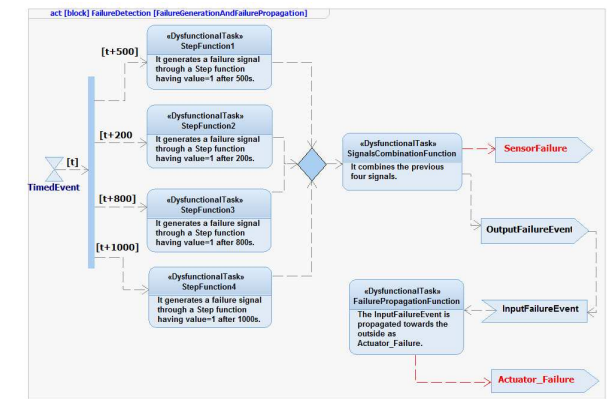 act [block] FailureDetection [FailureGenerationAndFailurePropagation]
[t+500]
«DysfunctionalTask»
StepFunction1
It generates a failure signal
through a Step function
having value=1 after 500s.
[t+200
«DysfunctionalTask»
StepFunction2
It generates a failure signal
through a Step function
having value=1 after 200s.
[t]
TimedEvent
[t+800]
«DysfunctionalTask»
StepFunction3
It generates a failure signal
through a Step function
having value=1 after 800s.
[t+1000]
«DysfunctionalTask»
StepFunction4
It generates a failure signal
through a Step function
having value=1 after 1000s.
«DysfunctionalTask»
SignalsCombinationFunction
It combines the previous
four signals.
SensorFailure
OutputFailureEvent
InputFailureEvent
«DysfunctionalTask»
FailurePropagationFunction
The InputFailureEvent is
propagated towards the
outside as
Actuator_Failure.
Actuator_Failure